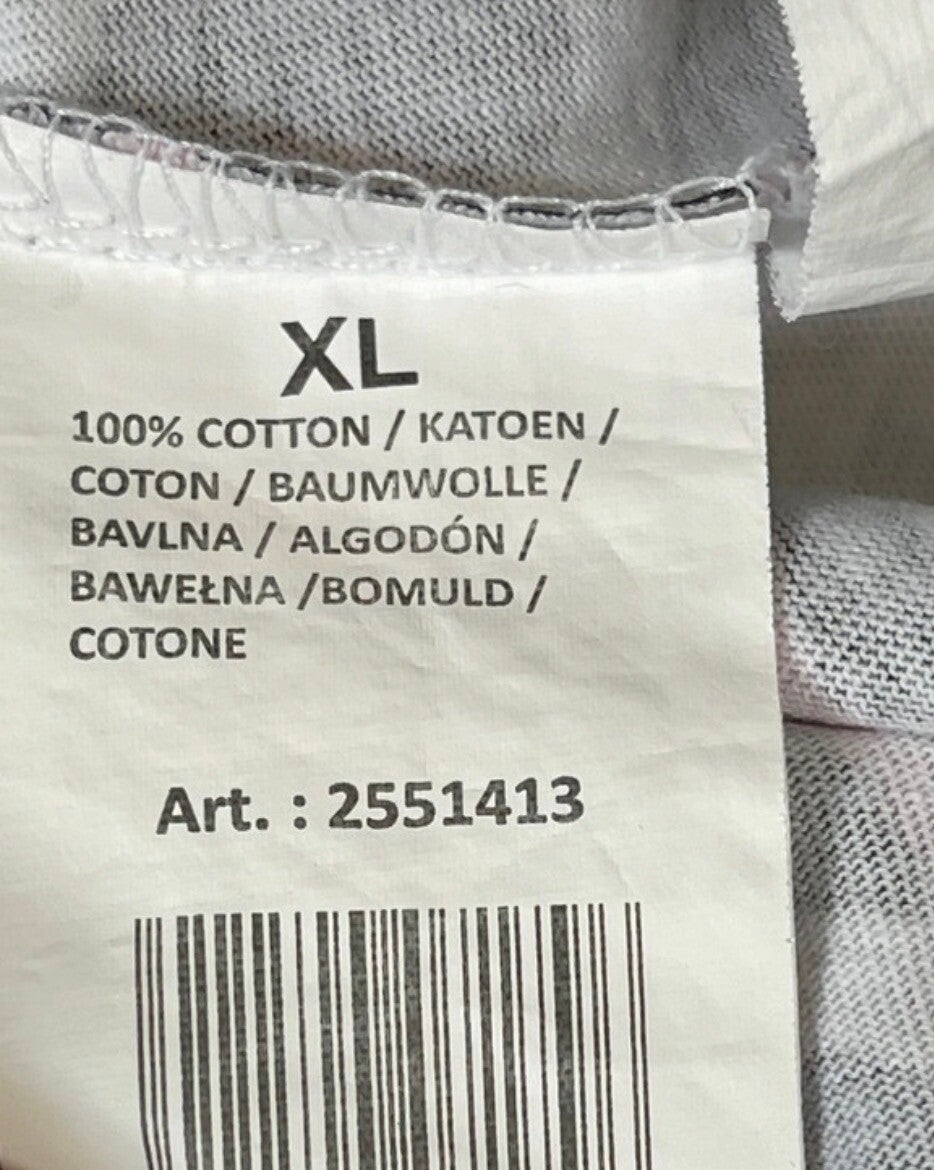 XL
100% COTTON / KATOEN /
COTON / BAUMWOLLE /
BAVLNA / ALGODÓN /
BAWEŁNA /BOMULD /
COTONE
Art. : 2551413